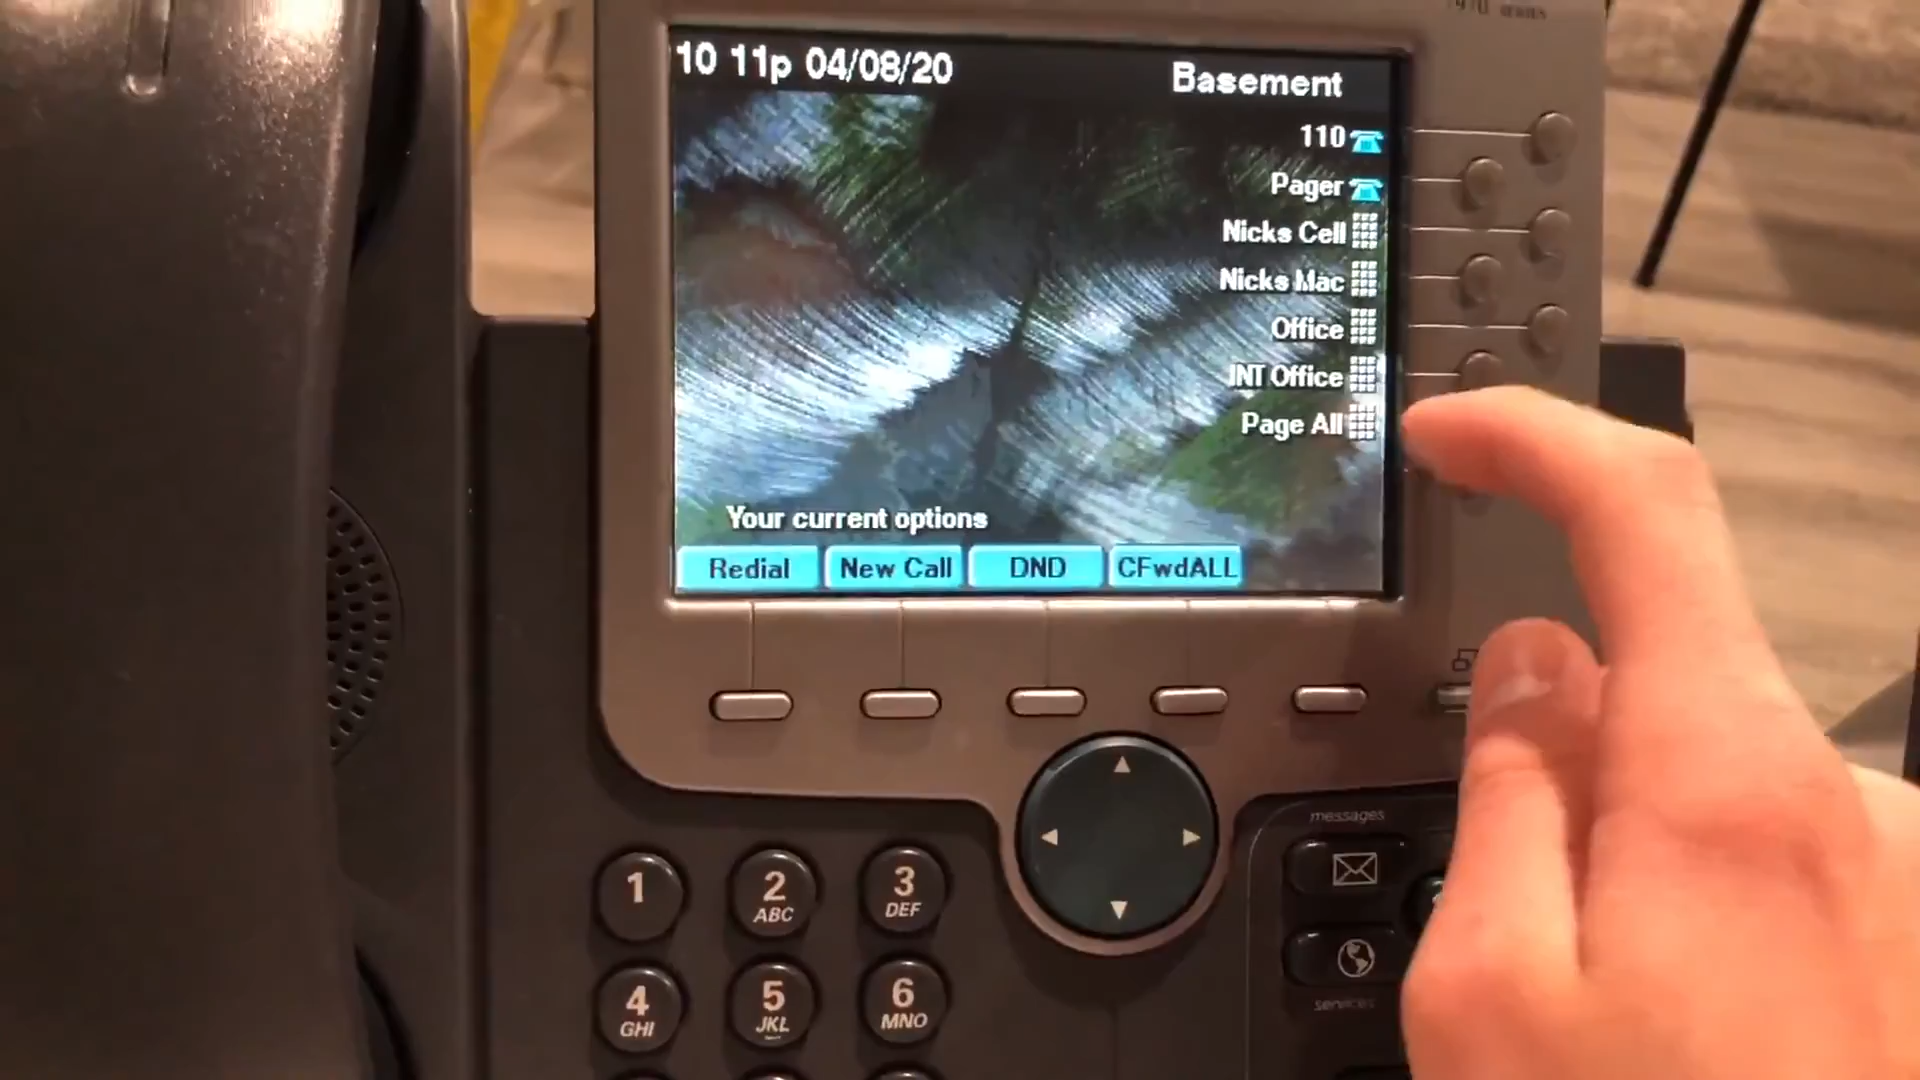 10 11p 04/08/20
Basement
110
Pager
Nicks Cell
Nicks Mac
Office
INT Office
Page All
Your current options
Redial New Call DND CFwdALL
messages
1 2 3
ABC DEF
services
4 5 6
GHI JKL MNO